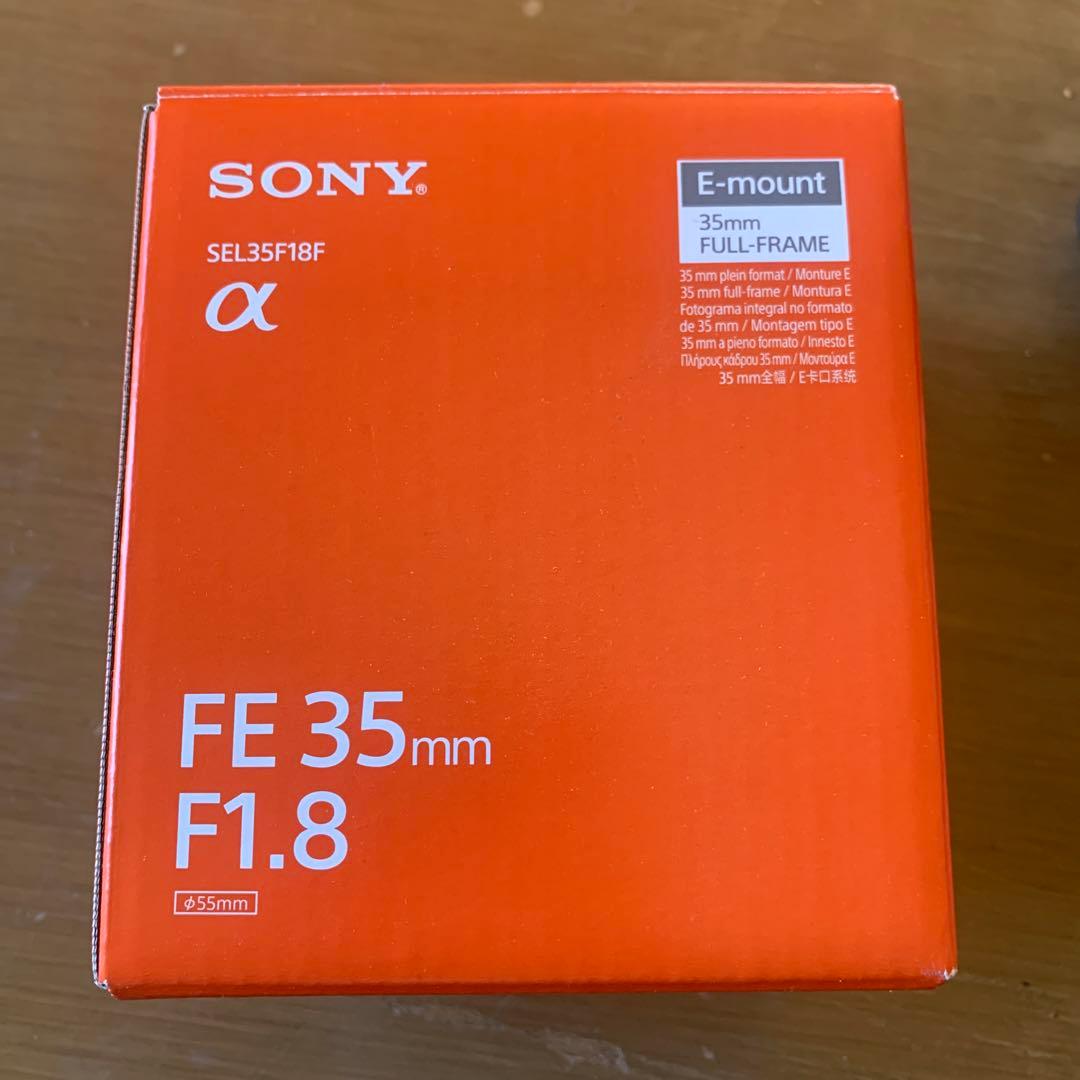 SONY®
SEL35F18F
α
E-mount
35mm
FULL-FRAME
35 mm plein format / Monture E
35 mm full-frame / Montura E
Fotograma integral no formato
de 35 mm / Montagem tipo E
35 mm a pieno formato / Innesto E
Πλήρους κάδρου 35 mm / Μοντούρα E
35 mm全幅 / E卡口系统
FE 35mm
F1.8
φ55mm